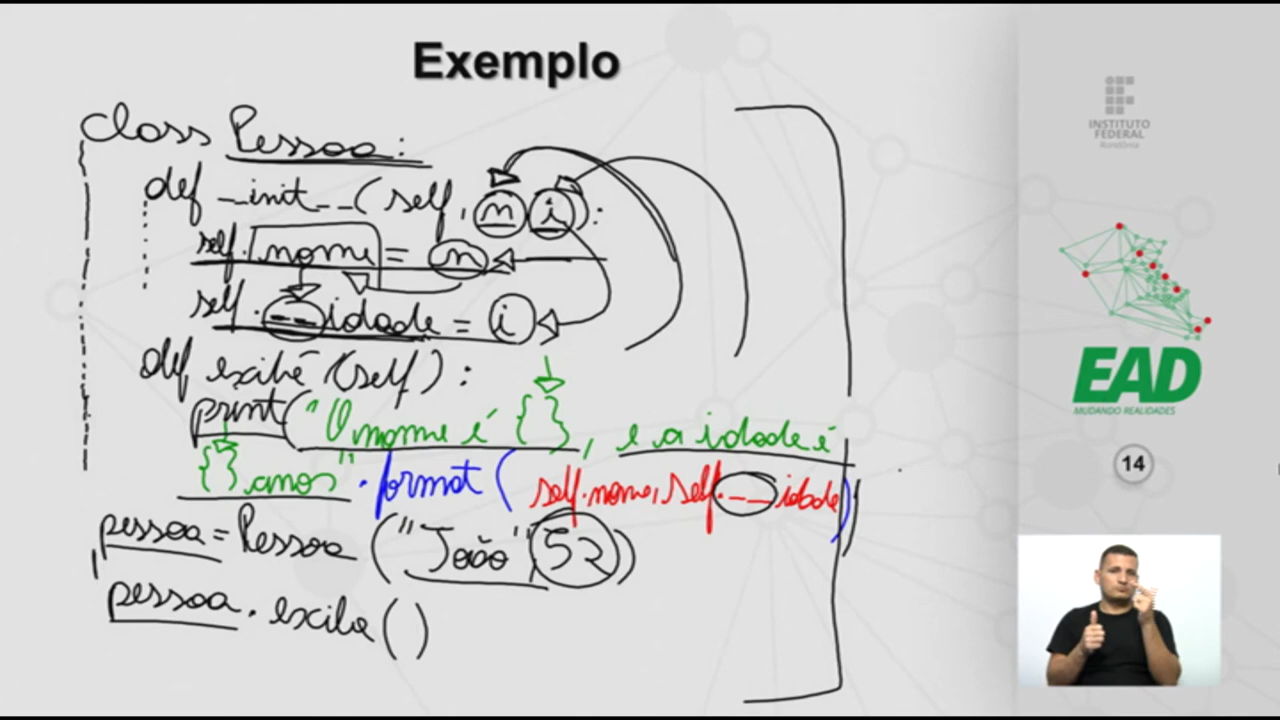 Exemplo
class Pessoa:
def __init__(self, n i):
self.nome = n
self.__idade = i
def exibe (self):
print("O nome é {}, e a idade é
{} anos".format(self.nome, self.__idade))
pessoa = Pessoa ("João", 52)
pessoa.exibe()
INSTITUTO
FEDERAL
Rondônia
EAD
MUDANDO REALIDADES
14